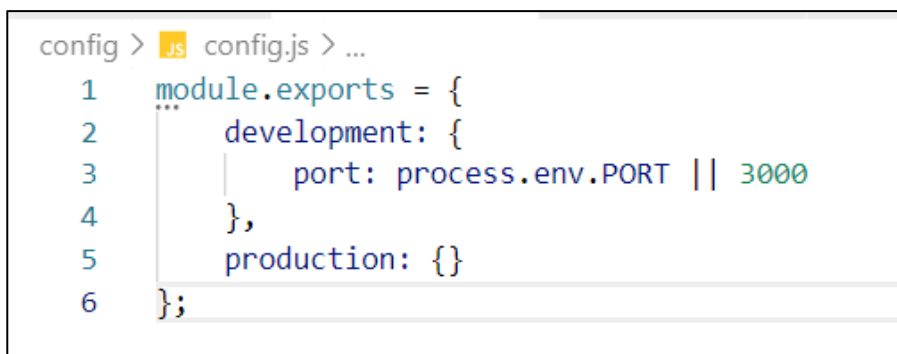 config > JS config.js > ...
1 module.exports = {
2     development: {
3         port: process.env.PORT || 3000
4     },
5     production: {}
6 };